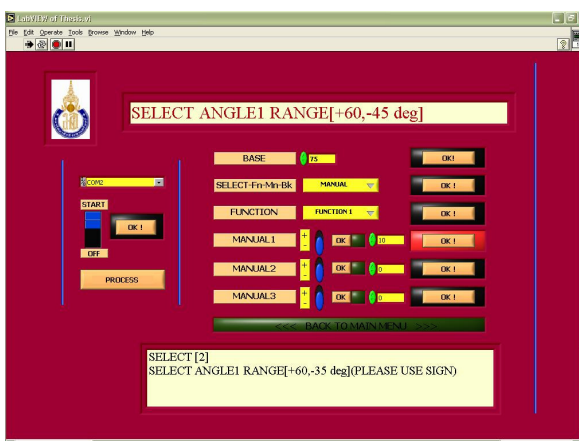 LabVIEW of Thesis.vi
File Edit Operate Tools Browse Window Help
SELECT ANGLE1 RANGE[+60,-45 deg]
BASE 75 OK!
COM2
SELECT-Fn-Mn-Bk MANUAL OK !
START
FUNCTION FUNCTION 1 OK !
OK !
MANUAL1 + - OK 10 OK !
OFF
MANUAL2 + - OK 0 OK !
PROCESS
MANUAL3 + - OK 0 OK !
<<< BACK TO MAIN MENU >>>
SELECT [2]
SELECT ANGLE1 RANGE[+60,-35 deg](PLEASE USE SIGN)